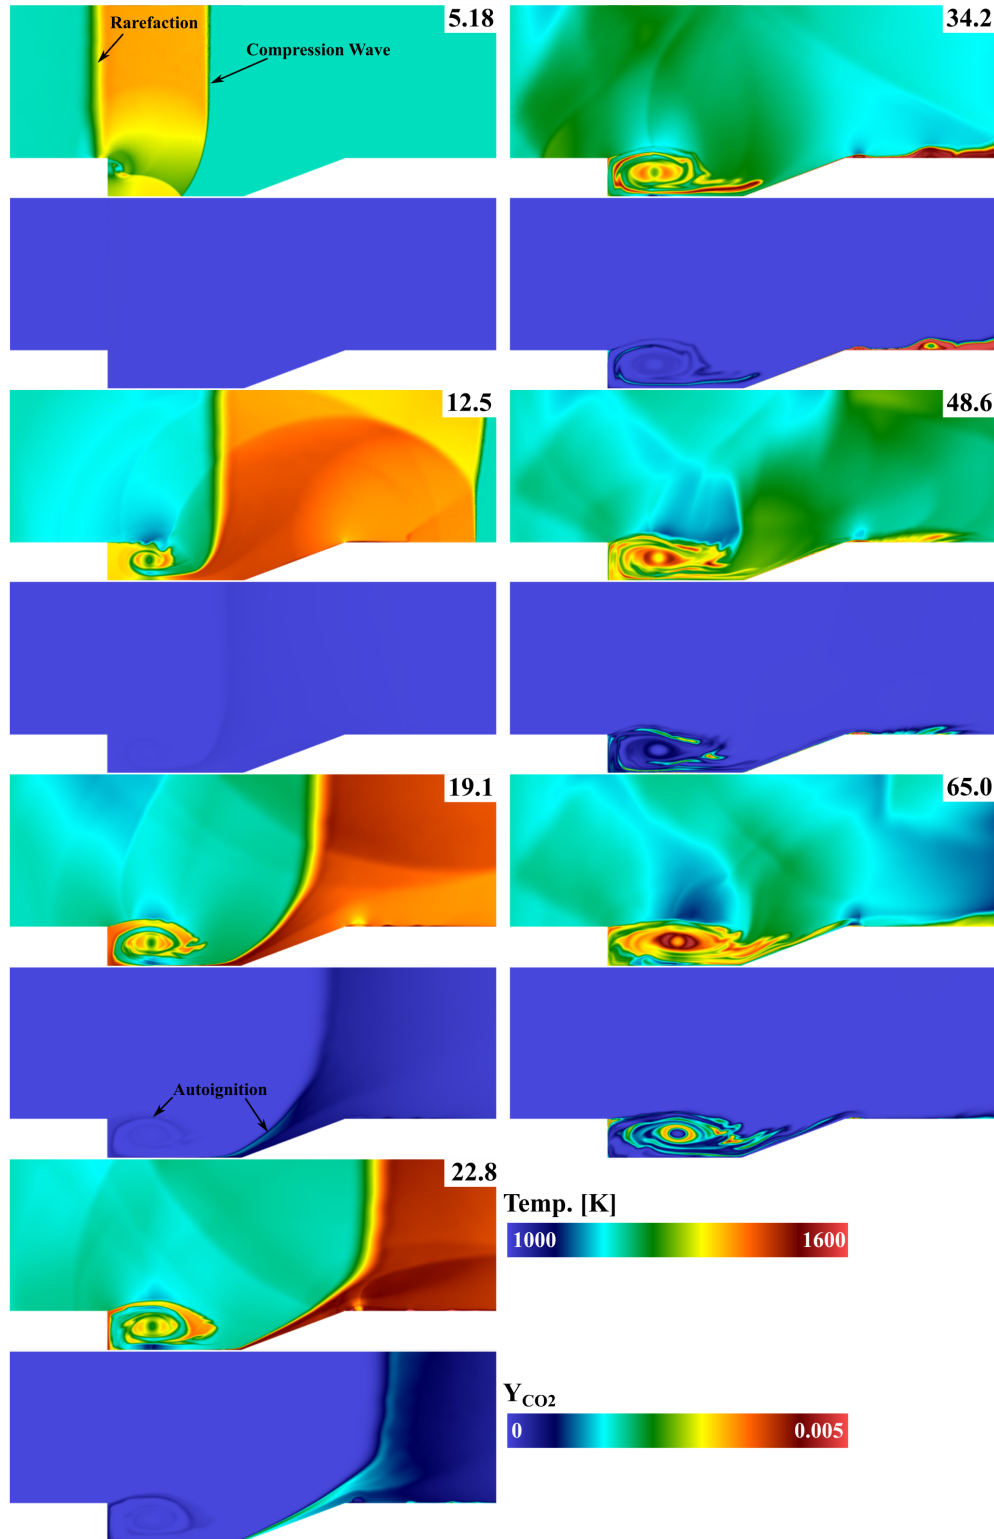 5.18
Rarefaction
Compression Wave
34.2
12.5
48.6
19.1
65.0
Autoignition
22.8
Temp. [K]
1000 1600
Y_CO2
0 0.005